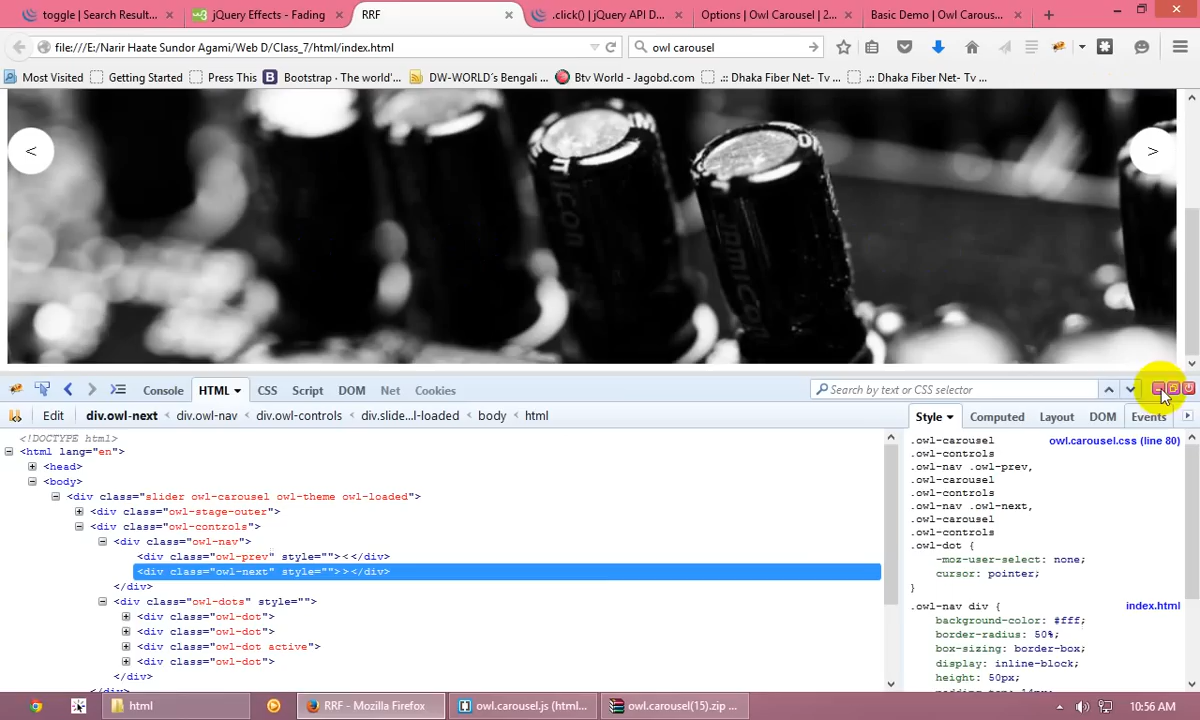 toggle | Search Result...
jQuery Effects - Fading
RRF
.click() | jQuery API D...
Options | Owl Carousel | 2...
Basic Demo | Owl Carous...
file:///E:/Narir Haate Sundor Agami/Web D/Class_7/html/index.html
owl carousel
Most Visited
Getting Started
Press This
Bootstrap · The world'...
DW-WORLD's Bengali ...
Btv World - Jagobd.com
.:: Dhaka Fiber Net- Tv ...
.:: Dhaka Fiber Net- Tv ...
<
>
Console
HTML
CSS
Script
DOM
Net
Cookies
Search by text or CSS selector
Edit
div.owl-next
div.owl-nav
div.owl-controls
div.slide...l-loaded
body
html
Style
Computed
Layout
DOM
Events
<!DOCTYPE html>
<html lang="en">
<head>
<body>
<div class="slider owl-carousel owl-theme owl-loaded">
<div class="owl-stage-outer">
<div class="owl-controls">
<div class="owl-nav">
<div class="owl-prev" style=""><</div>
<div class="owl-next" style="">></div>
</div>
<div class="owl-dots" style="">
<div class="owl-dot">
<div class="owl-dot">
<div class="owl-dot active">
<div class="owl-dot">
</div>
</div>
.owl-carousel
owl.carousel.css (line 80)
.owl-controls
.owl-nav .owl-prev,
.owl-carousel
.owl-controls
.owl-nav .owl-next,
.owl-carousel
.owl-controls
.owl-dot {
-moz-user-select: none;
cursor: pointer;
}
.owl-nav div {
index.html
background-color: #fff;
border-radius: 50%;
box-sizing: border-box;
display: inline-block;
height: 50px;
padding-top: 14px;
html
RRF - Mozilla Firefox
owl.carousel.js (html...
owl.carousel(15).zip ...
10:56 AM